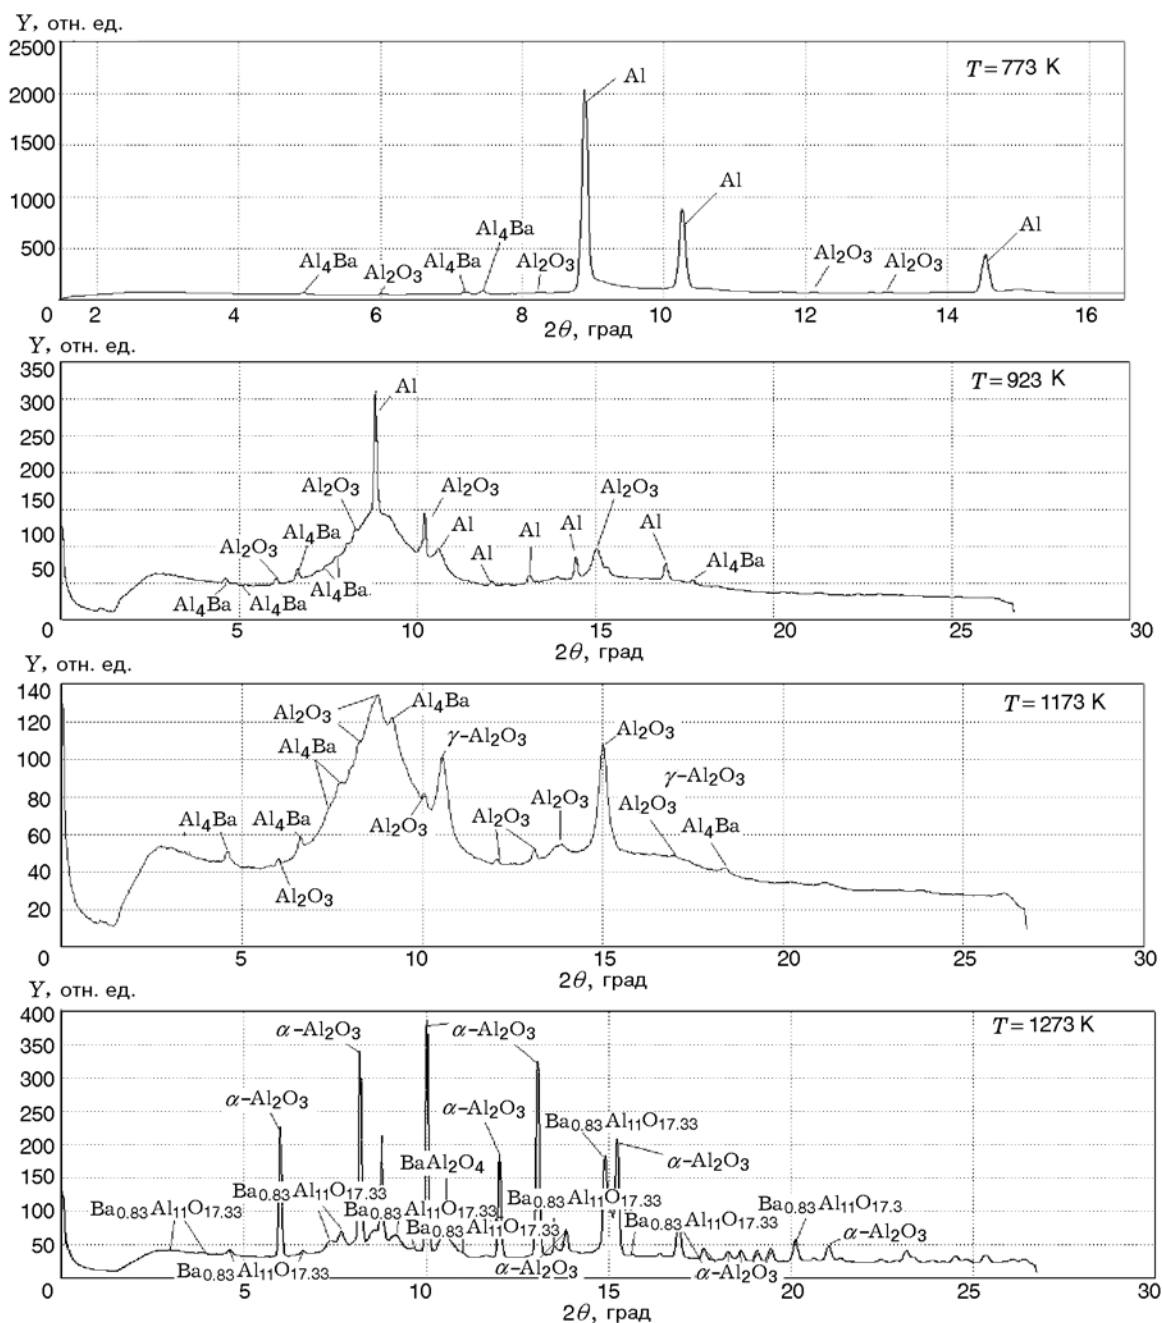 Y, отн. ед.
2500
T = 773 K
Al
2000
1500
Al
1000
Al₄Ba
Al
500
Al₄Ba
Al₂O₃
Al₄Ba
Al₂O₃
Al₂O₃
Al₂O₃
0 2 4 6 8 10 12 14 16
2θ, град
Y, отн. ед.
350
T = 923 K
300
Al
250
200
Al₂O₃
Al₂O₃
Al₂O₃
150
Al₄Ba
Al
Al
Al
Al
100
Al₂O₃
Al
Al₄Ba
50
Al₄Ba
Al₄Ba
Al₄Ba
0 5 10 15 20 25 30
2θ, град
Y, отн. ед.
140
T = 1173 K
Al₂O₃
Al₄Ba
120
γ-Al₂O₃
Al₂O₃
Al₄Ba
100
γ-Al₂O₃
80
Al₂O₃
Al₂O₃
Al₄Ba
Al₄Ba
Al₂O₃
Al₂O₃
Al₄Ba
60
40
Al₂O₃
20
0 5 10 15 20 25 30
2θ, град
Y, отн. ед.
400
T = 1273 K
α-Al₂O₃
α-Al₂O₃
350
300
α-Al₂O₃
α-Al₂O₃
250
Ba₀.₈₃Al₁₁O₁₇.₃₃
200
BaAl₂O₄
α-Al₂O₃
150
Ba₀.₈₃Al₁₁O₁₇.₃₃
Ba₀.₈₃Al₁₁O₁₇.₃₃
Ba₀.₈₃Al₁₁O₁₇.₃
100
Ba₀.₈₃Al₁₁O₁₇.₃₃
Ba₀.₈₃Al₁₁O₁₇.₃₃
Ba₀.₈₃Al₁₁O₁₇.₃₃
Ba₀.₈₃Al₁₁O₁₇.₃₃
α-Al₂O₃
50
Ba₀.₈₃Al₁₁O₁₇.₃₃
α-Al₂O₃
α-Al₂O₃
0 5 10 15 20 25 30
2θ, град